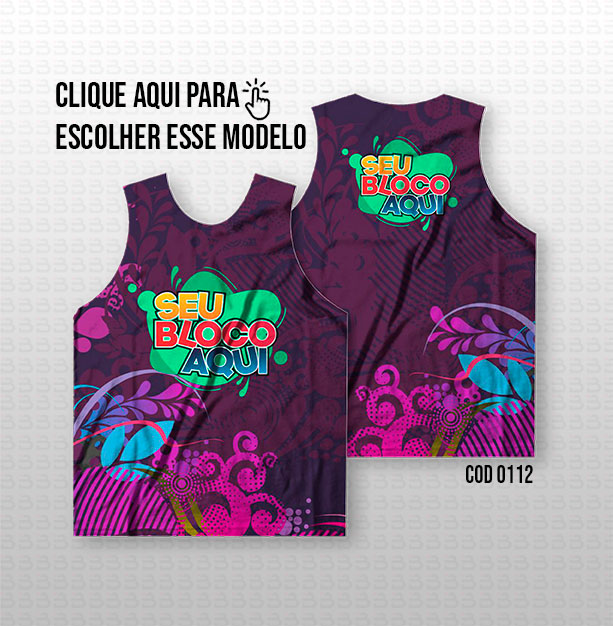 CLIQUE AQUI PARA
ESCOLHER ESSE MODELO
SEU
BLOCO
AQUI
SEU
BLOCO
AQUI
COD 0112